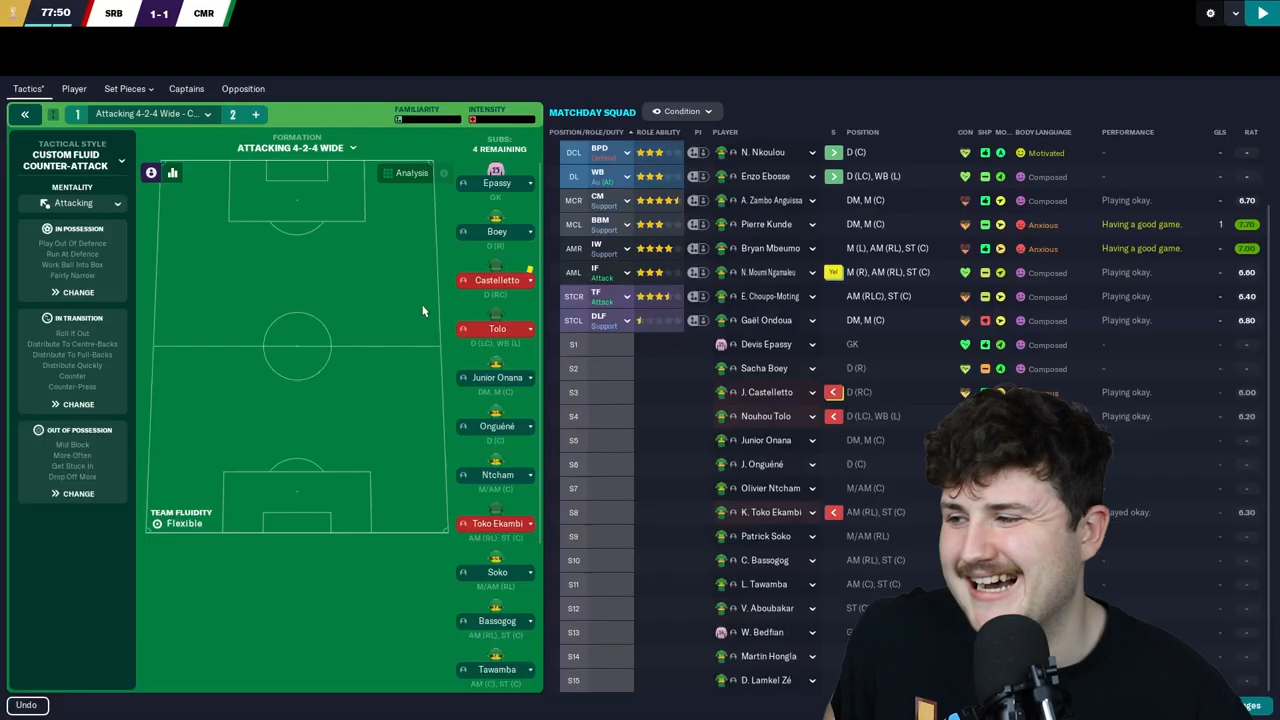 77:50 SRB 1 - 1 CMR
Tactics* Player Set Pieces Captains Opposition
1 Attacking 4-2-4 Wide - C... 2 +
FAMILIARITY INTENSITY
TACTICAL STYLE
CUSTOM FLUID
COUNTER-ATTACK
MENTALITY
Attacking
IN POSSESSION
Play Out Of Defence
Run At Defence
Work Ball Into Box
Fairly Narrow
CHANGE
IN TRANSITION
Roll It Out
Distribute To Centre-Backs
Distribute To Full-Backs
Distribute Quickly
Counter
Counter-Press
CHANGE
OUT OF POSSESSION
Mid Block
More Often
Get Stuck In
Drop Off More
CHANGE
FORMATION
ATTACKING 4-2-4 WIDE
Analysis
TEAM FLUIDITY
Flexible
SUBS:
4 REMAINING
Epassy
GK
Boey
D (R)
Castelletto
D (RC)
Tolo
D (LC), WB (L)
Junior Onana
DM, M (C)
Onguéné
D (C)
Ntcham
M/AM (C)
Toko Ekambi
AM (RL), ST (C)
Soko
M/AM (RL)
Bassogog
AM (RL), ST (C)
Tawamba
AM (C), ST (C)
Undo
MATCHDAY SQUAD Condition
POSITION/ROLE/DUTY ROLE ABILITY PI PLAYER S POSITION CON SHP MO... BODY LANGUAGE PERFORMANCE GLS RAT
DCL BPD N. Nkoulou D (C) Motivated - - -
DL WB Au (At) Enzo Ebosse D (LC), WB (L) Composed - - -
MCR CM Support A. Zambo Anguissa DM, M (C) Composed Playing okay. - 6.70
MCL BBM Support Pierre Kunde DM, M (C) Anxious Having a good game. 1 7.70
AMR IW Support Bryan Mbeumo M (L), AM (RL), ST (C) Anxious Having a good game. - 7.00
AML IF Attack N. Moumi Ngamaleu Yel M (R), AM (RL), ST (C) Composed Playing okay. - 6.60
STCR TF Attack E. Choupo-Moting AM (RLC), ST (C) Composed Playing okay. - 6.40
STCL DLF Support Gaël Ondoua DM, M (C) Composed Playing okay. - 6.80
S1 Devis Epassy GK Composed - - -
S2 Sacha Boey D (R) Composed - - -
S3 J. Castelletto D (RC) Playing okay. - 6.00
S4 Nouhou Tolo D (LC), WB (L) Playing okay. - 6.20
S5 Junior Onana DM, M (C) - -
S6 J. Onguéné D (C) - -
S7 Olivier Ntcham M/AM (C) - -
S8 K. Toko Ekambi AM (RL), ST (C) okay. - 6.30
S9 Patrick Soko M/AM (RL) - -
S10 C. Bassogog AM (RL), ST (C) - -
S11 L. Tawamba AM (C), ST (C) - -
S12 V. Aboubakar ST (C) - -
S13 W. Bedfian - -
S14 Martin Hongla - -
S15 D. Lamkel Zé - -